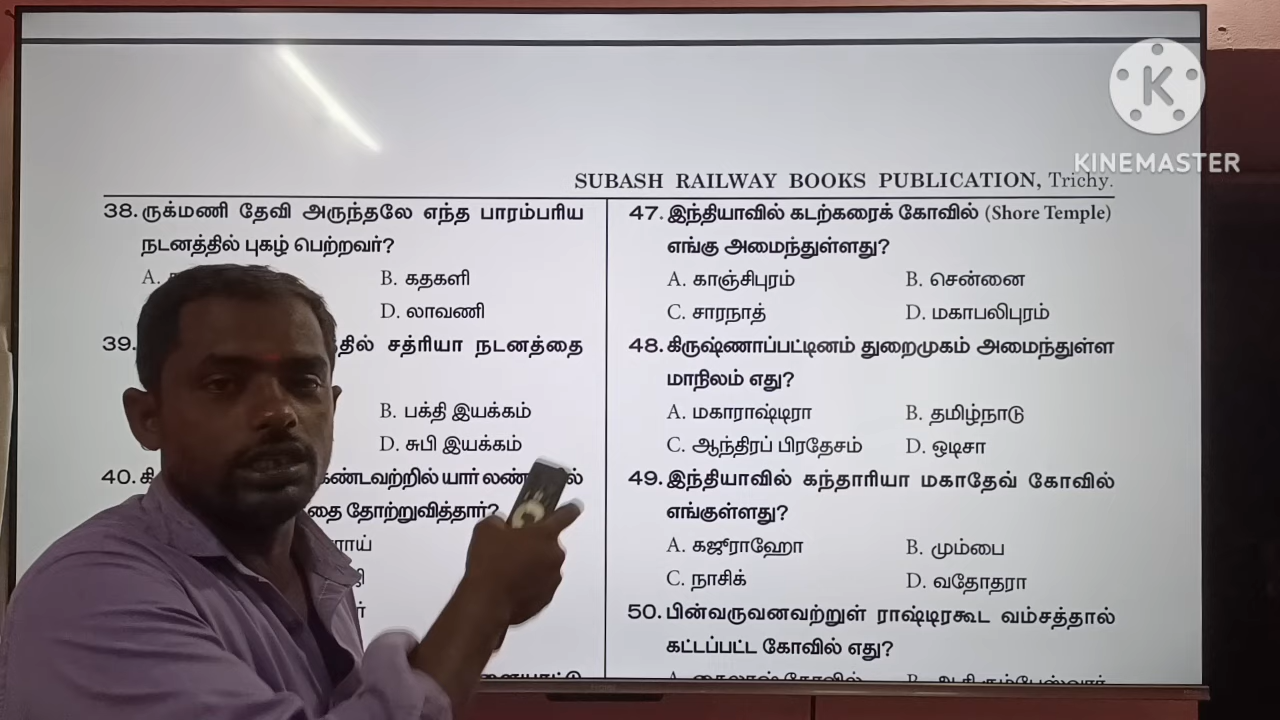 K
KINEMASTER
SUBASH RAILWAY BOOKS PUBLICATION, Trichy.
38. ருக்மணி தேவி அருந்தலே எந்த பாரம்பரிய
நடனத்தில் புகழ் பெற்றவர்?
A.
B. கதகளி
D. லாவணி
39. சத்ரியா நடனத்தை
B. பக்தி இயக்கம்
D. சுபி இயக்கம்
40. யார்
தோற்றுவித்தார்?
47. இந்தியாவில் கடற்கரைக் கோவில் (Shore Temple)
எங்கு அமைந்துள்ளது?
A. காஞ்சிபுரம் B. சென்னை
C. சாரநாத் D. மகாபலிபுரம்
48. கிருஷ்ணாப்பட்டினம் துறைமுகம் அமைந்துள்ள
மாநிலம் எது?
A. மகாராஷ்டிரா B. தமிழ்நாடு
C. ஆந்திரப் பிரதேசம் D. ஒடிசா
49. இந்தியாவில் கந்தாரியா மகாதேவ் கோவில்
எங்குள்ளது?
A. கஜூராஹோ B. மும்பை
C. நாசிக் D. வதோதரா
50. பின்வருவனவற்றுள் ராஷ்டிரகூட வம்சத்தால்
கட்டப்பட்ட கோவில் எது?